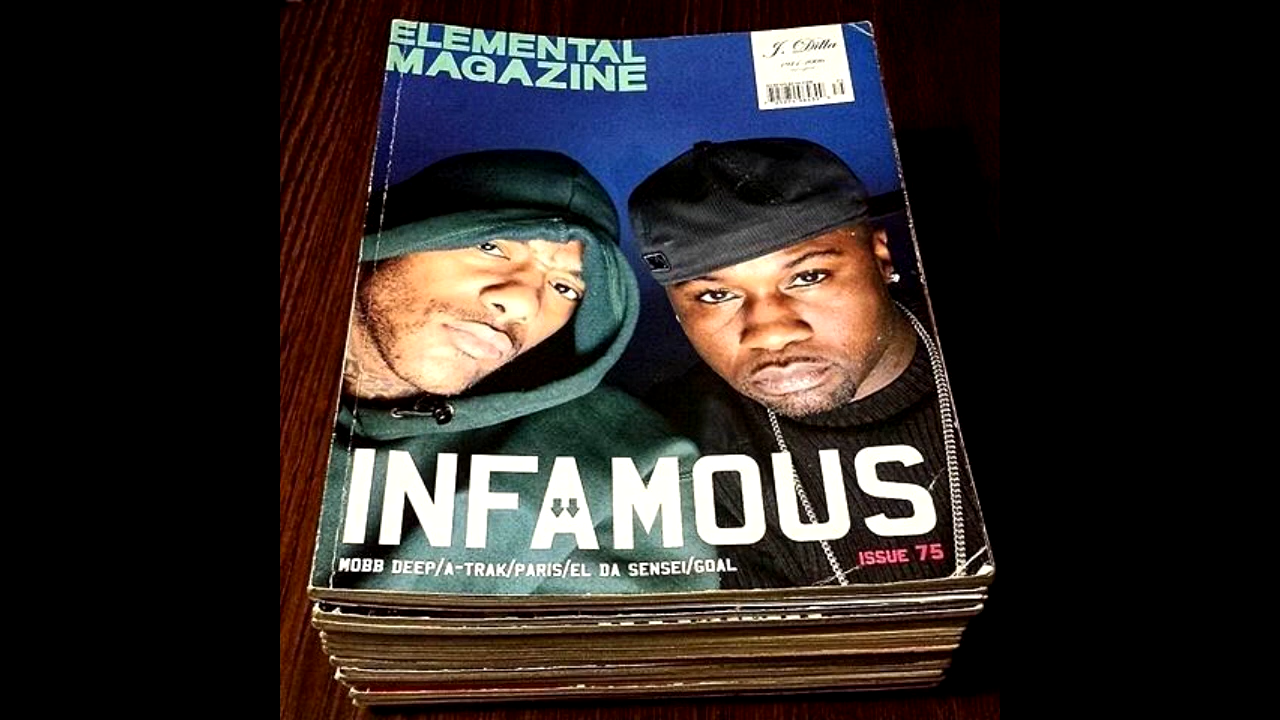 ELEMENTAL
MAGAZINE
J. Dilla
INFAMOUS
ISSUE 75
MOBB DEEP/A-TRAK/PARIS/EL DA SENSEI/GOAL